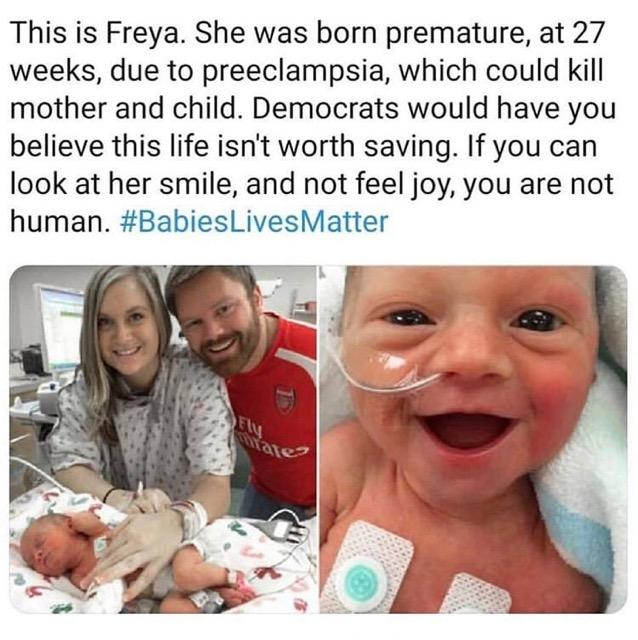 This is Freya. She was born premature, at 27
weeks, due to preeclampsia, which could kill
mother and child. Democrats would have you
believe this life isn't worth saving. If you can
look at her smile, and not feel joy, you are not
human. #BabiesLivesMatter
Fly
Emirates